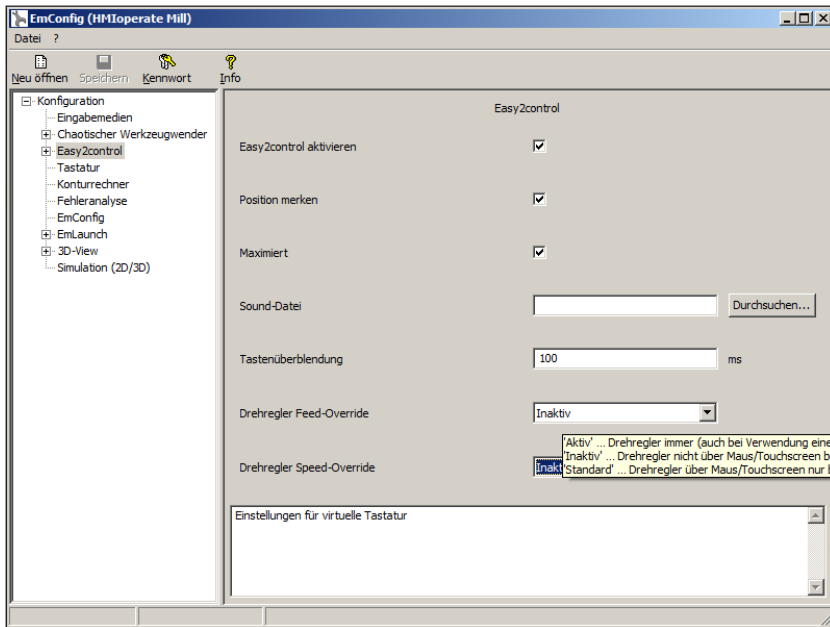 EmConfig (HMIoperate Mill)
Datei ?
Neu öffnen Speichern Kennwort Info
Konfiguration
Eingabemedien
Chaotischer Werkzeugwender
Easy2control
Tastatur
Konturrechner
Fehleranalyse
EmConfig
EmLaunch
3D-View
Simulation (2D/3D)
Easy2control
Easy2control aktivieren
Position merken
Maximiert
Sound-Datei Durchsuchen...
Tastenüberblendung 100 ms
Drehregler Feed-Override Inaktiv
'Aktiv' ... Drehregler immer (auch bei Verwendung eine
'Inaktiv' ... Drehregler nicht über Maus/Touchscreen b
'Standard' ... Drehregler über Maus/Touchscreen nur b
Drehregler Speed-Override
Einstellungen für virtuelle Tastatur